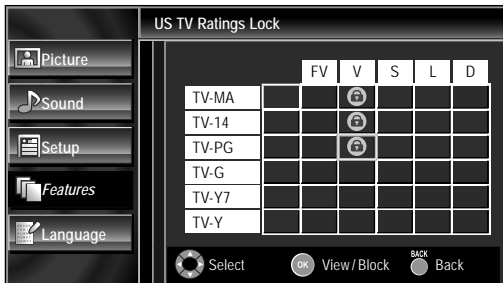 US TV Ratings Lock
Picture
Sound
Setup
Features
Language
FV V S L D
TV-MA
TV-14
TV-PG
TV-G
TV-Y7
TV-Y
Select
OK View/Block
BACK Back